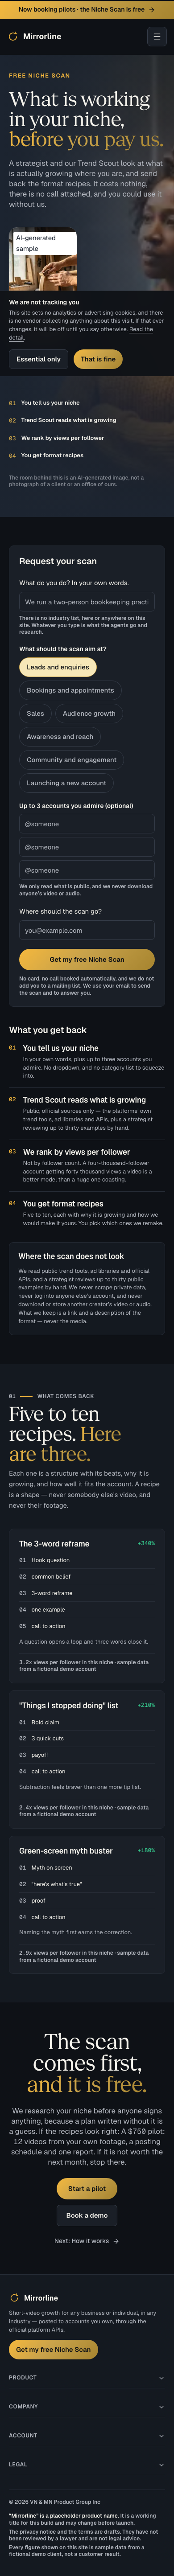 Now booking pilots · the Niche Scan is free →
Mirrorline
FREE NICHE SCAN
What is working
in your niche,
before you pay us.
A strategist and our Trend Scout look at what
is actually growing where you are, and send
back the format recipes. It costs nothing,
there is no call attached, and you could use it
without us.
AI-generated
sample
We are not tracking you
This site sets no analytics or advertising cookies, and there
is no vendor collecting anything about this visit. If that ever
changes, it will be off until you say otherwise. Read the
detail.
Essential only
That is fine
01 You tell us your niche
02 Trend Scout reads what is growing
03 We rank by views per follower
04 You get format recipes
The room behind this is an AI-generated image, not a
photograph of a client or an office of ours.
Request your scan
What do you do? In your own words.
We run a two-person bookkeeping practi
There is no industry list, here or anywhere on this
site. Whatever you type is what the agents go and
research.
What should the scan aim at?
Leads and enquiries
Bookings and appointments
Sales
Audience growth
Awareness and reach
Community and engagement
Launching a new account
Up to 3 accounts you admire (optional)
@someone
@someone
@someone
We only read what is public, and we never download
anyone's video or audio.
Where should the scan go?
you@example.com
Get my free Niche Scan
No card, no call booked automatically, and we do not
add you to a mailing list. We use your email to send
the scan and to answer you.
What you get back
01 You tell us your niche
In your own words, plus up to three accounts you
admire. No dropdown, and no category list to squeeze
into.
02 Trend Scout reads what is growing
Public, official sources only — the platforms' own
trend tools, ad libraries and APIs, plus a strategist
reviewing up to thirty examples by hand.
03 We rank by views per follower
Not by follower count. A four-thousand-follower
account getting forty thousand views a video is a
better model than a huge one coasting.
04 You get format recipes
Five to ten, each with why it is growing and how we
would make it yours. You pick which ones we remake.
Where the scan does not look
We read public trend tools, ad libraries and official
APIs, and a strategist reviews up to thirty public
examples by hand. We never scrape private data,
never log into anyone else's account, and never
download or store another creator's video or audio.
What we keep is a link and a description of the
format — never the media.
01 WHAT COMES BACK
Five to ten
recipes. Here
are three.
Each one is a structure with its beats, why it is
growing, and how well it fits the account. A recipe
is a shape — never somebody else's video, and
never their footage.
The 3-word reframe +340%
01 Hook question
02 common belief
03 3-word reframe
04 one example
05 call to action
A question opens a loop and three words close it.
3.2x views per follower in this niche · sample data
from a fictional demo account
"Things I stopped doing" list +210%
01 Bold claim
02 3 quick cuts
03 payoff
04 call to action
Subtraction feels braver than one more tip list.
2.4x views per follower in this niche · sample data
from a fictional demo account
Green-screen myth buster +180%
01 Myth on screen
02 "here's what's true"
03 proof
04 call to action
Naming the myth first earns the correction.
2.9x views per follower in this niche · sample data
from a fictional demo account
The scan
comes first,
and it is free.
We research your niche before anyone signs
anything, because a plan written without it is
a guess. If the recipes look right: A $750 pilot:
12 videos from your own footage, a posting
schedule and one report. If it is not worth the
next month, stop there.
Start a pilot
Book a demo
Next: How it works →
Mirrorline
Short-video growth for any business or individual, in any
industry — posted to accounts you own, through the
official platform APIs.
Get my free Niche Scan
PRODUCT
COMPANY
ACCOUNT
LEGAL
© 2026 VN & MN Product Group Inc
"Mirrorline" is a placeholder product name. It is a working
title for this build and may change before launch.
The privacy notice and the terms are drafts. They have not
been reviewed by a lawyer and are not legal advice.
Every figure shown on this site is sample data from a
fictional demo client, not a customer result.